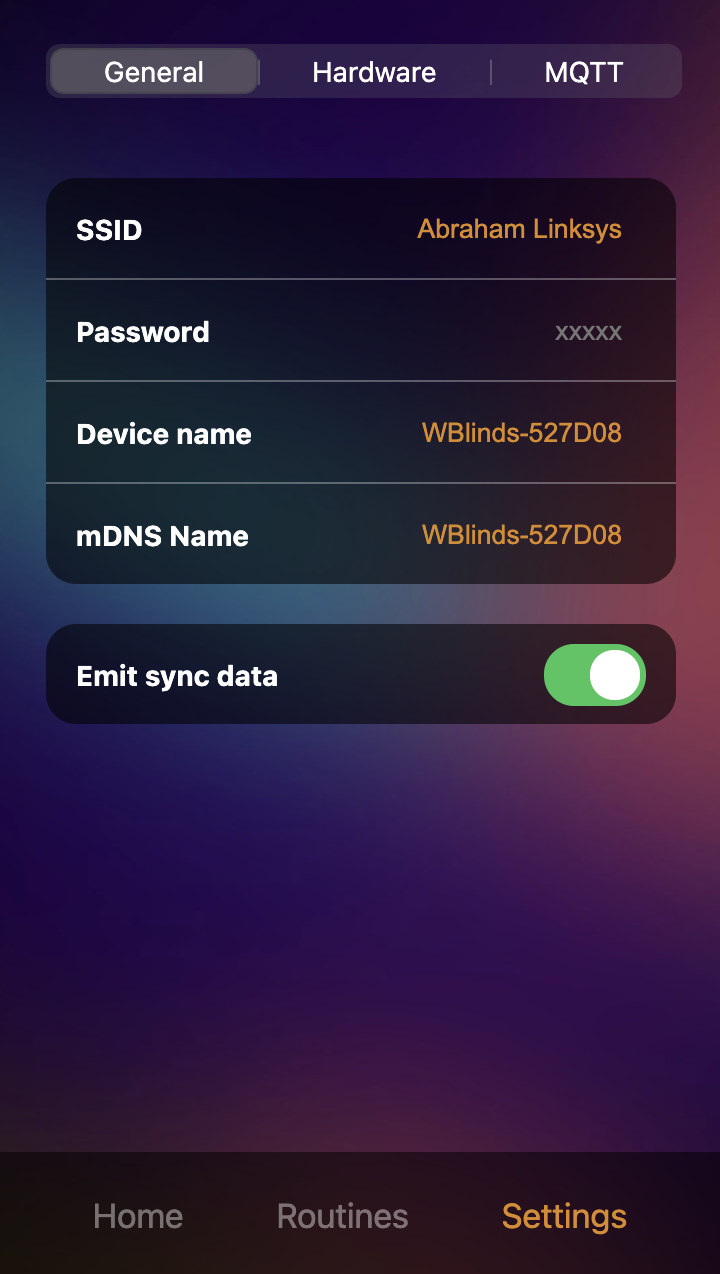 General Hardware MQTT
SSID Abraham Linksys
Password xxxxx
Device name WBlinds-527D08
mDNS Name WBlinds-527D08
Emit sync data
Home Routines Settings